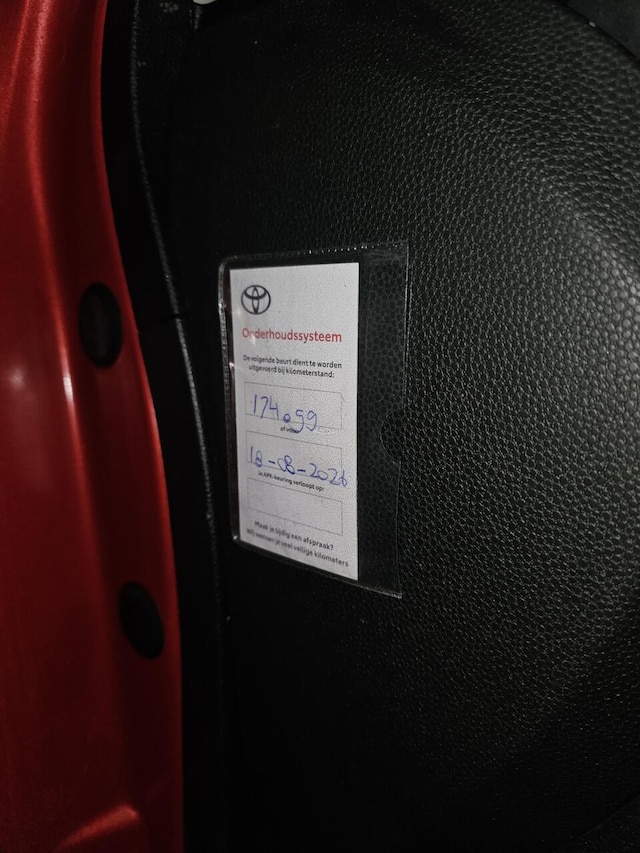 Onderhoudssysteem
De volgende beurt dient te worden
uitgevoerd bij kilometerstand:
174.99
of vóór:
18-08-2026
Je APK-keuring verloopt op:
Maak je tijdig een afspraak?
Wij wensen je veel veilige kilometers